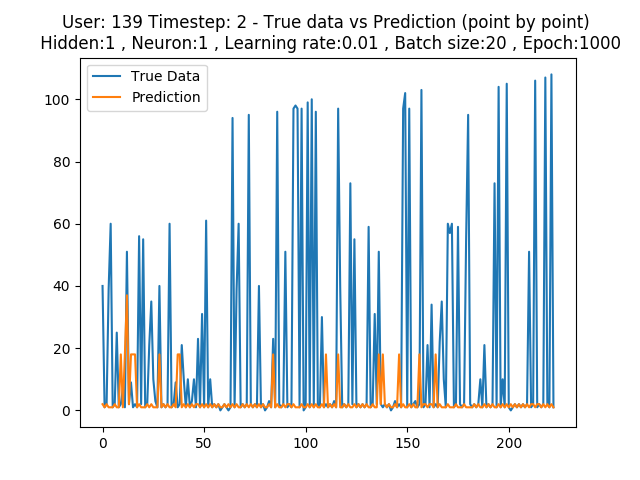 User: 139 Timestep: 2 - True data vs Prediction (point by point)
Hidden:1 , Neuron:1 , Learning rate:0.01 , Batch size:20 , Epoch:1000
True Data
Prediction
100
80
60
40
20
0
0 50 100 150 200